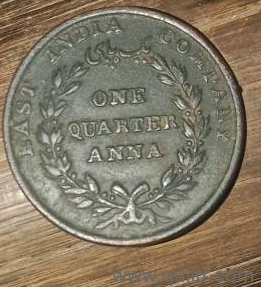 EAST INDIA COMPANY
ONE
QUARTER
ANNA